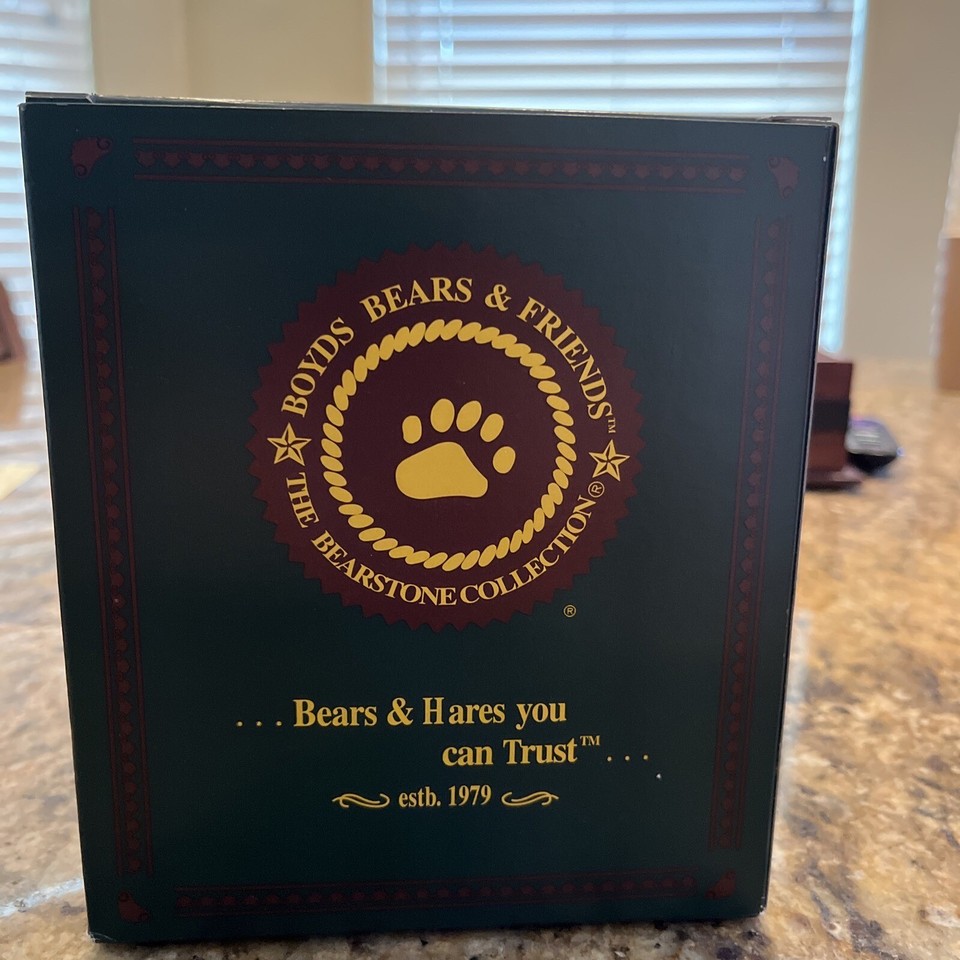 BOYDS BEARS & FRIENDS™
THE BEARSTONE COLLECTION®
®
...Bears & Hares you
can Trust™...
estb. 1979